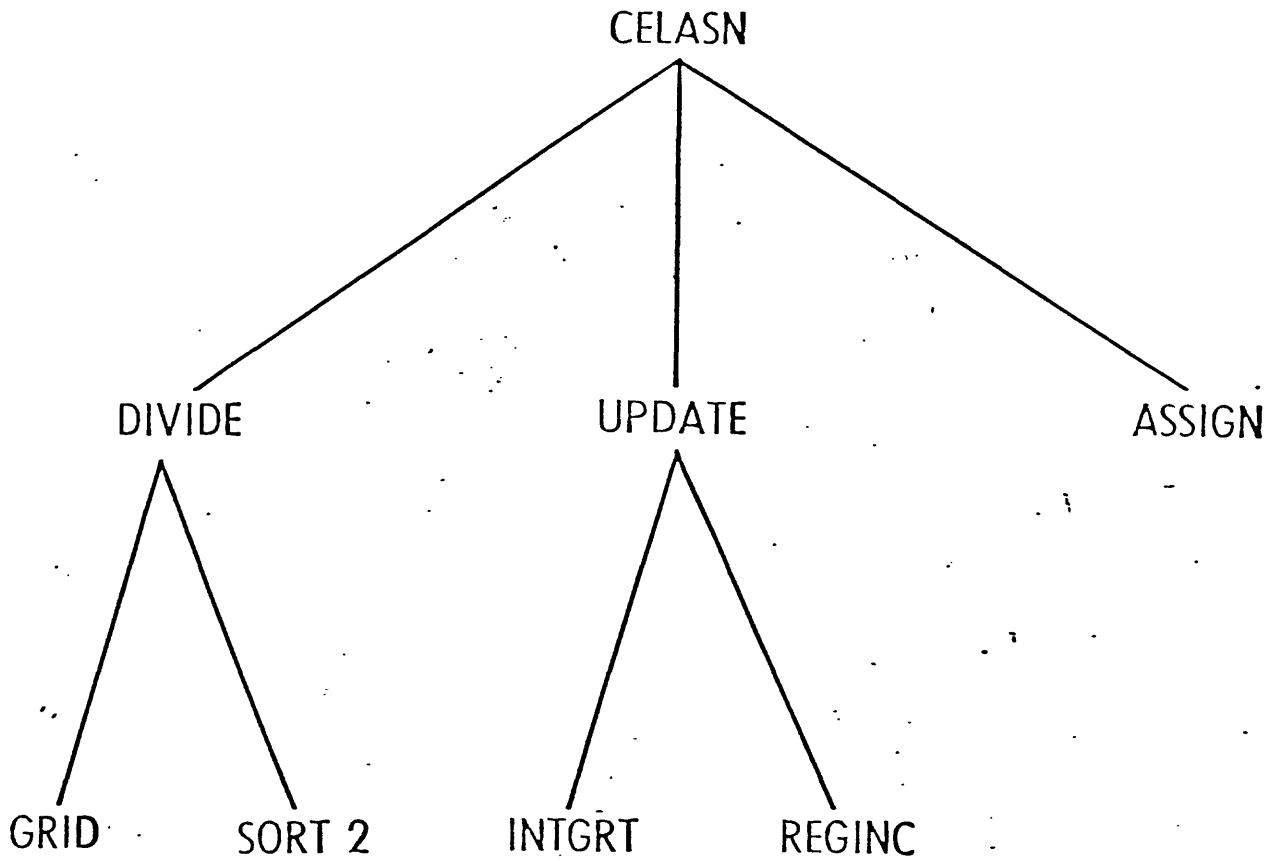 CELASN
DIVIDE UPDATE ASSIGN
GRID SORT 2 INTGRT REGINC